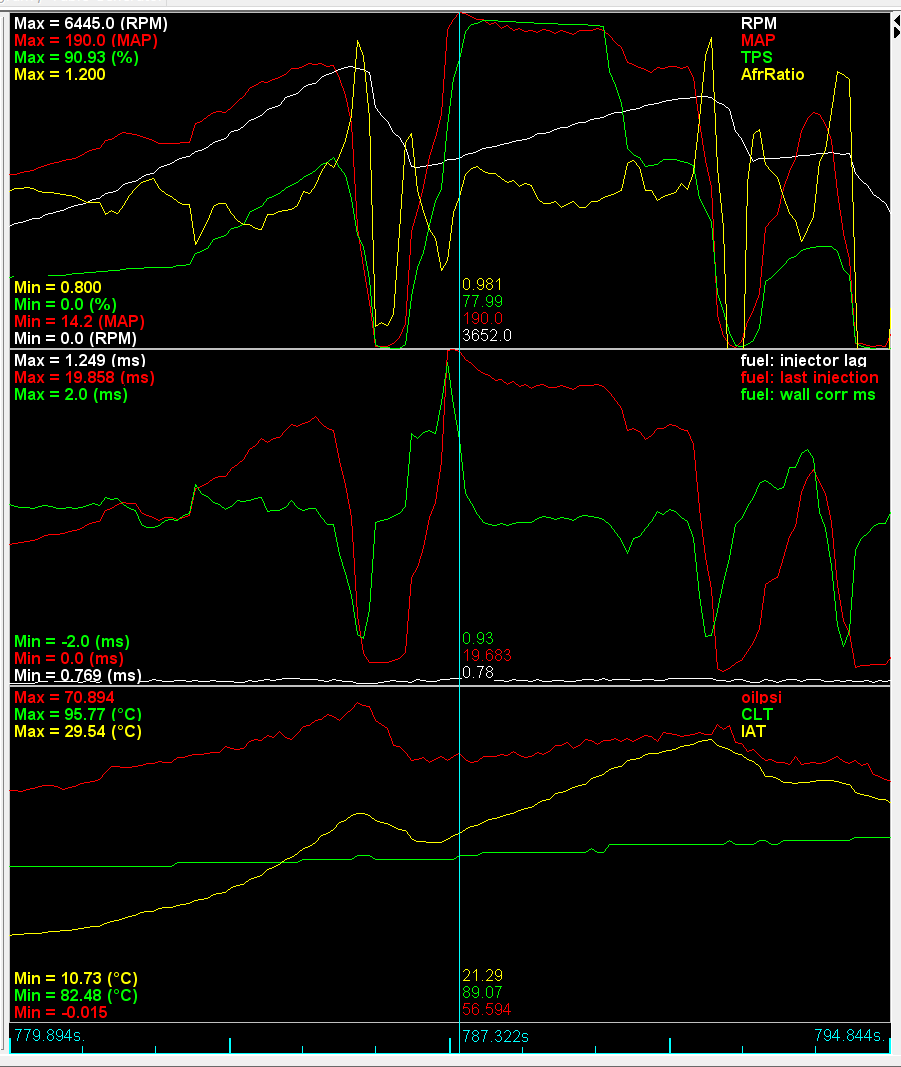 Max = 6445.0 (RPM) RPM
Max = 190.0 (MAP) MAP
Max = 90.93 (%) TPS
Max = 1.200 AfrRatio
Min = 0.800 0.981
Min = 0.0 (%) 77.99
Min = 14.2 (MAP) 190.0
Min = 0.0 (RPM) 3652.0
Max = 1.249 (ms) fuel: injector lag
Max = 19.858 (ms) fuel: last injection
Max = 2.0 (ms) fuel: wall corr ms
Min = -2.0 (ms) 0.93
Min = 0.0 (ms) 19.683
Min = 0.769 (ms) 0.78
Max = 70.894 oilpsi
Max = 95.77 (°C) CLT
Max = 29.54 (°C) IAT
Min = 10.73 (°C) 21.29
Min = 82.48 (°C) 89.07
Min = -0.015 56.594
779.894s. 787.322s 794.844s.